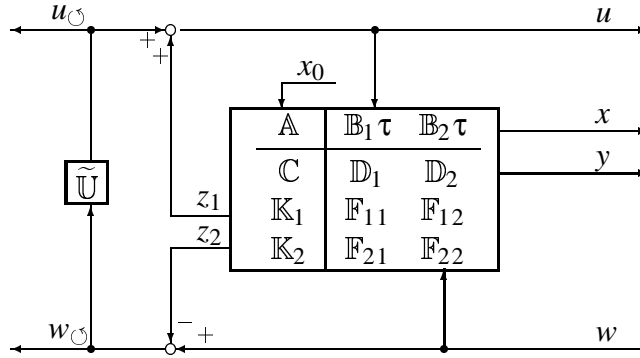 u↺ u
+
+
x₀
𝔸 𝔹₁τ 𝔹₂τ x
ℂ 𝔻₁ 𝔻₂ y
Ũ
z₁ 𝕂₁ 𝔽₁₁ 𝔽₁₂
z₂ 𝕂₂ 𝔽₂₁ 𝔽₂₂
− +
w↺ w